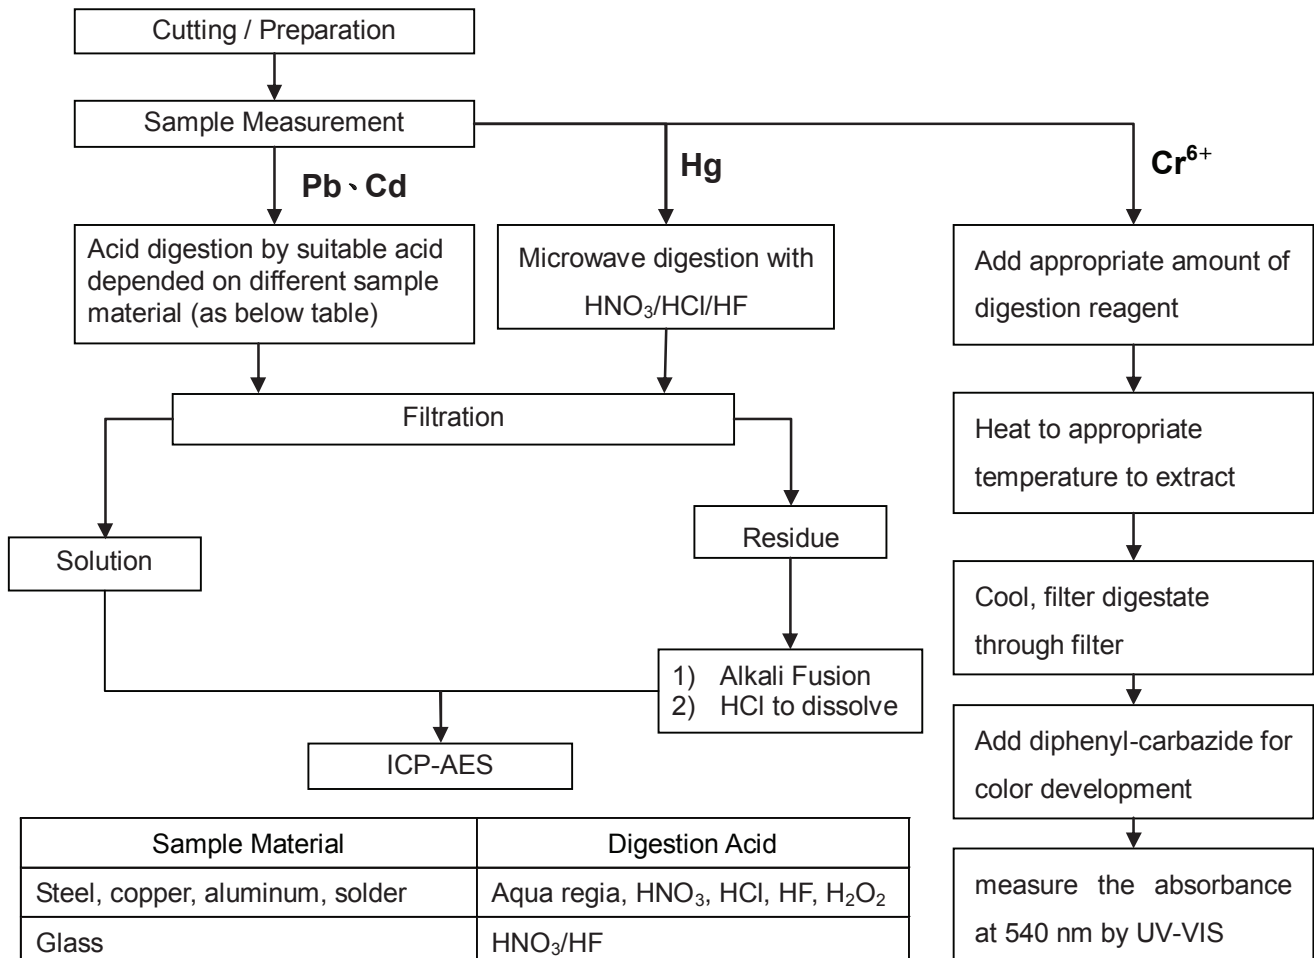 Cutting / Preparation
Sample Measurement
Pb、Cd
Hg
Cr⁶⁺
Acid digestion by suitable acid
depended on different sample
material (as below table)
Microwave digestion with
HNO₃/HCl/HF
Add appropriate amount of
digestion reagent
Filtration
Heat to appropriate
temperature to extract
Solution
Residue
Cool, filter digestate
through filter
1) Alkali Fusion
2) HCl to dissolve
ICP-AES
Add diphenyl-carbazide for
color development
Sample Material
Digestion Acid
Steel, copper, aluminum, solder
Aqua regia, HNO₃, HCl, HF, H₂O₂
Glass
HNO₃/HF
measure the absorbance
at 540 nm by UV-VIS